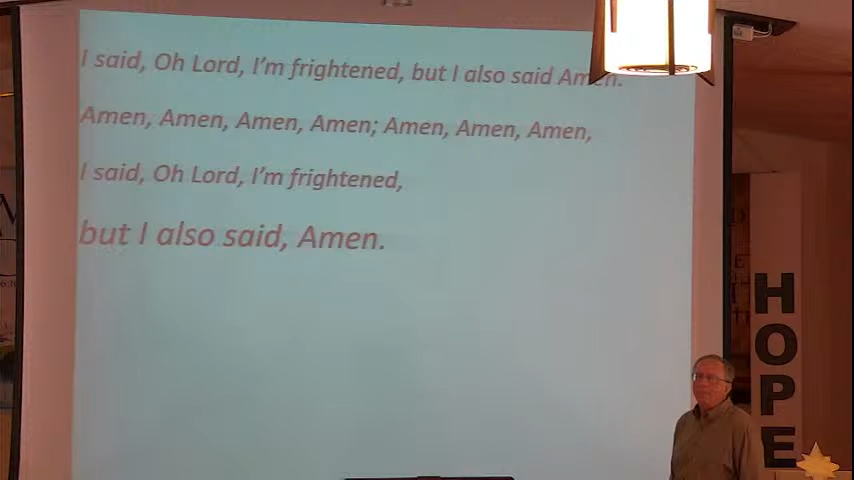 I said, Oh Lord, I'm frightened, but I also said Amen.
Amen, Amen, Amen, Amen; Amen, Amen, Amen,
I said, Oh Lord, I'm frightened,
but I also said, Amen.
HOPE